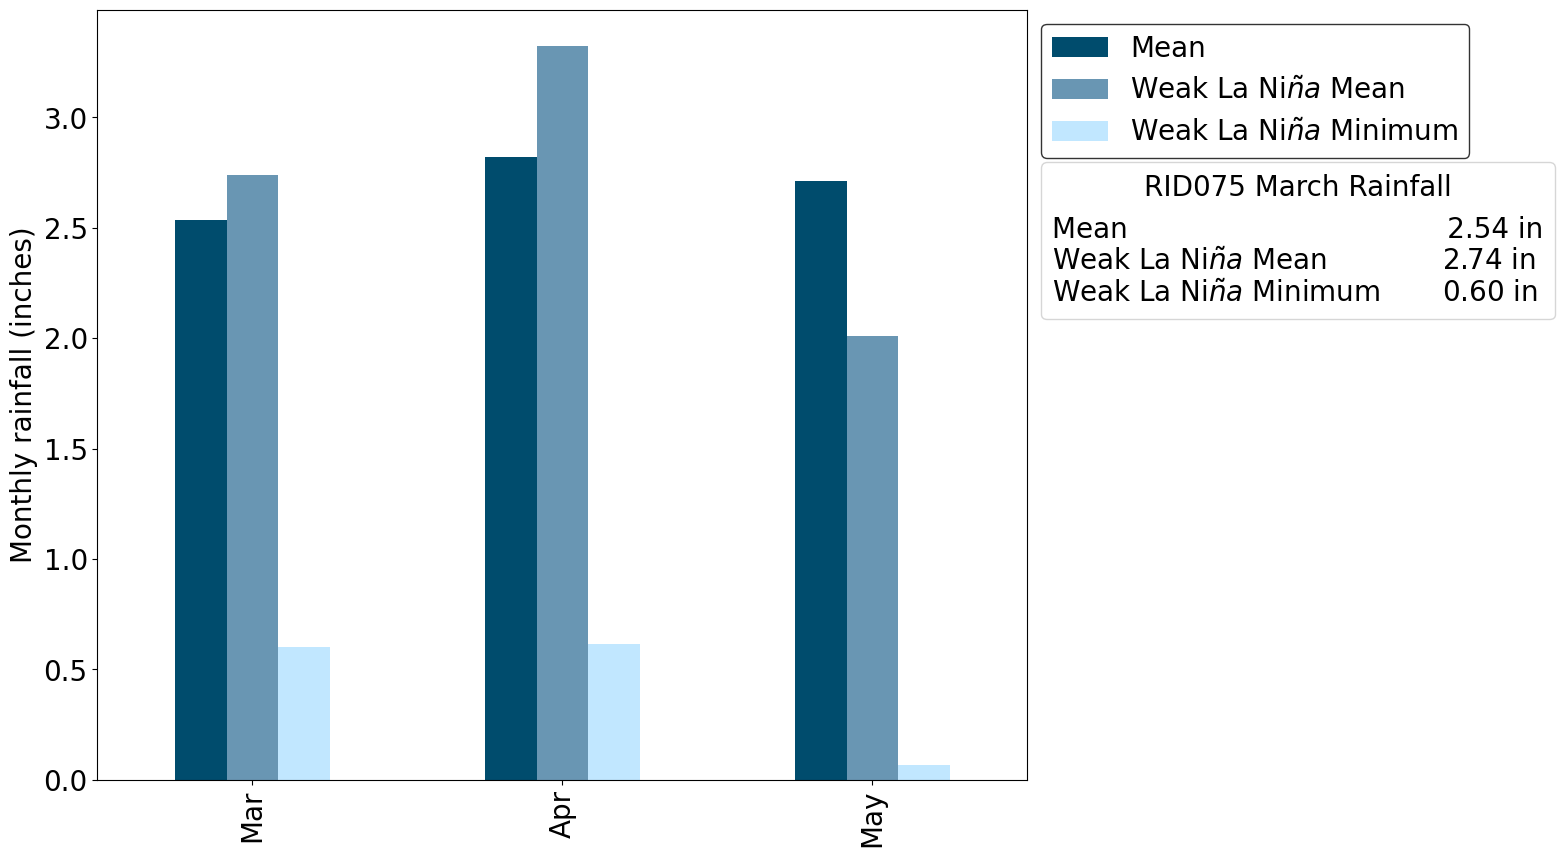 Mean
Weak La Niña Mean
Weak La Niña Minimum
RID075 March Rainfall
Mean 2.54 in
Weak La Niña Mean 2.74 in
Weak La Niña Minimum 0.60 in
Monthly rainfall (inches)
3.0
2.5
2.0
1.5
1.0
0.5
0.0
Mar
Apr
May